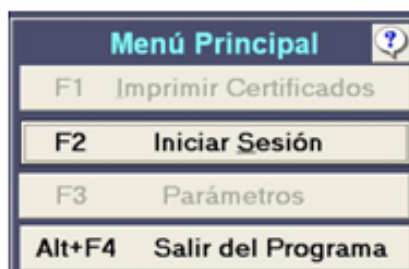 Menú Principal ?
F1 Imprimir Certificados
F2 Iniciar Sesión
F3 Parámetros
Alt+F4 Salir del Programa